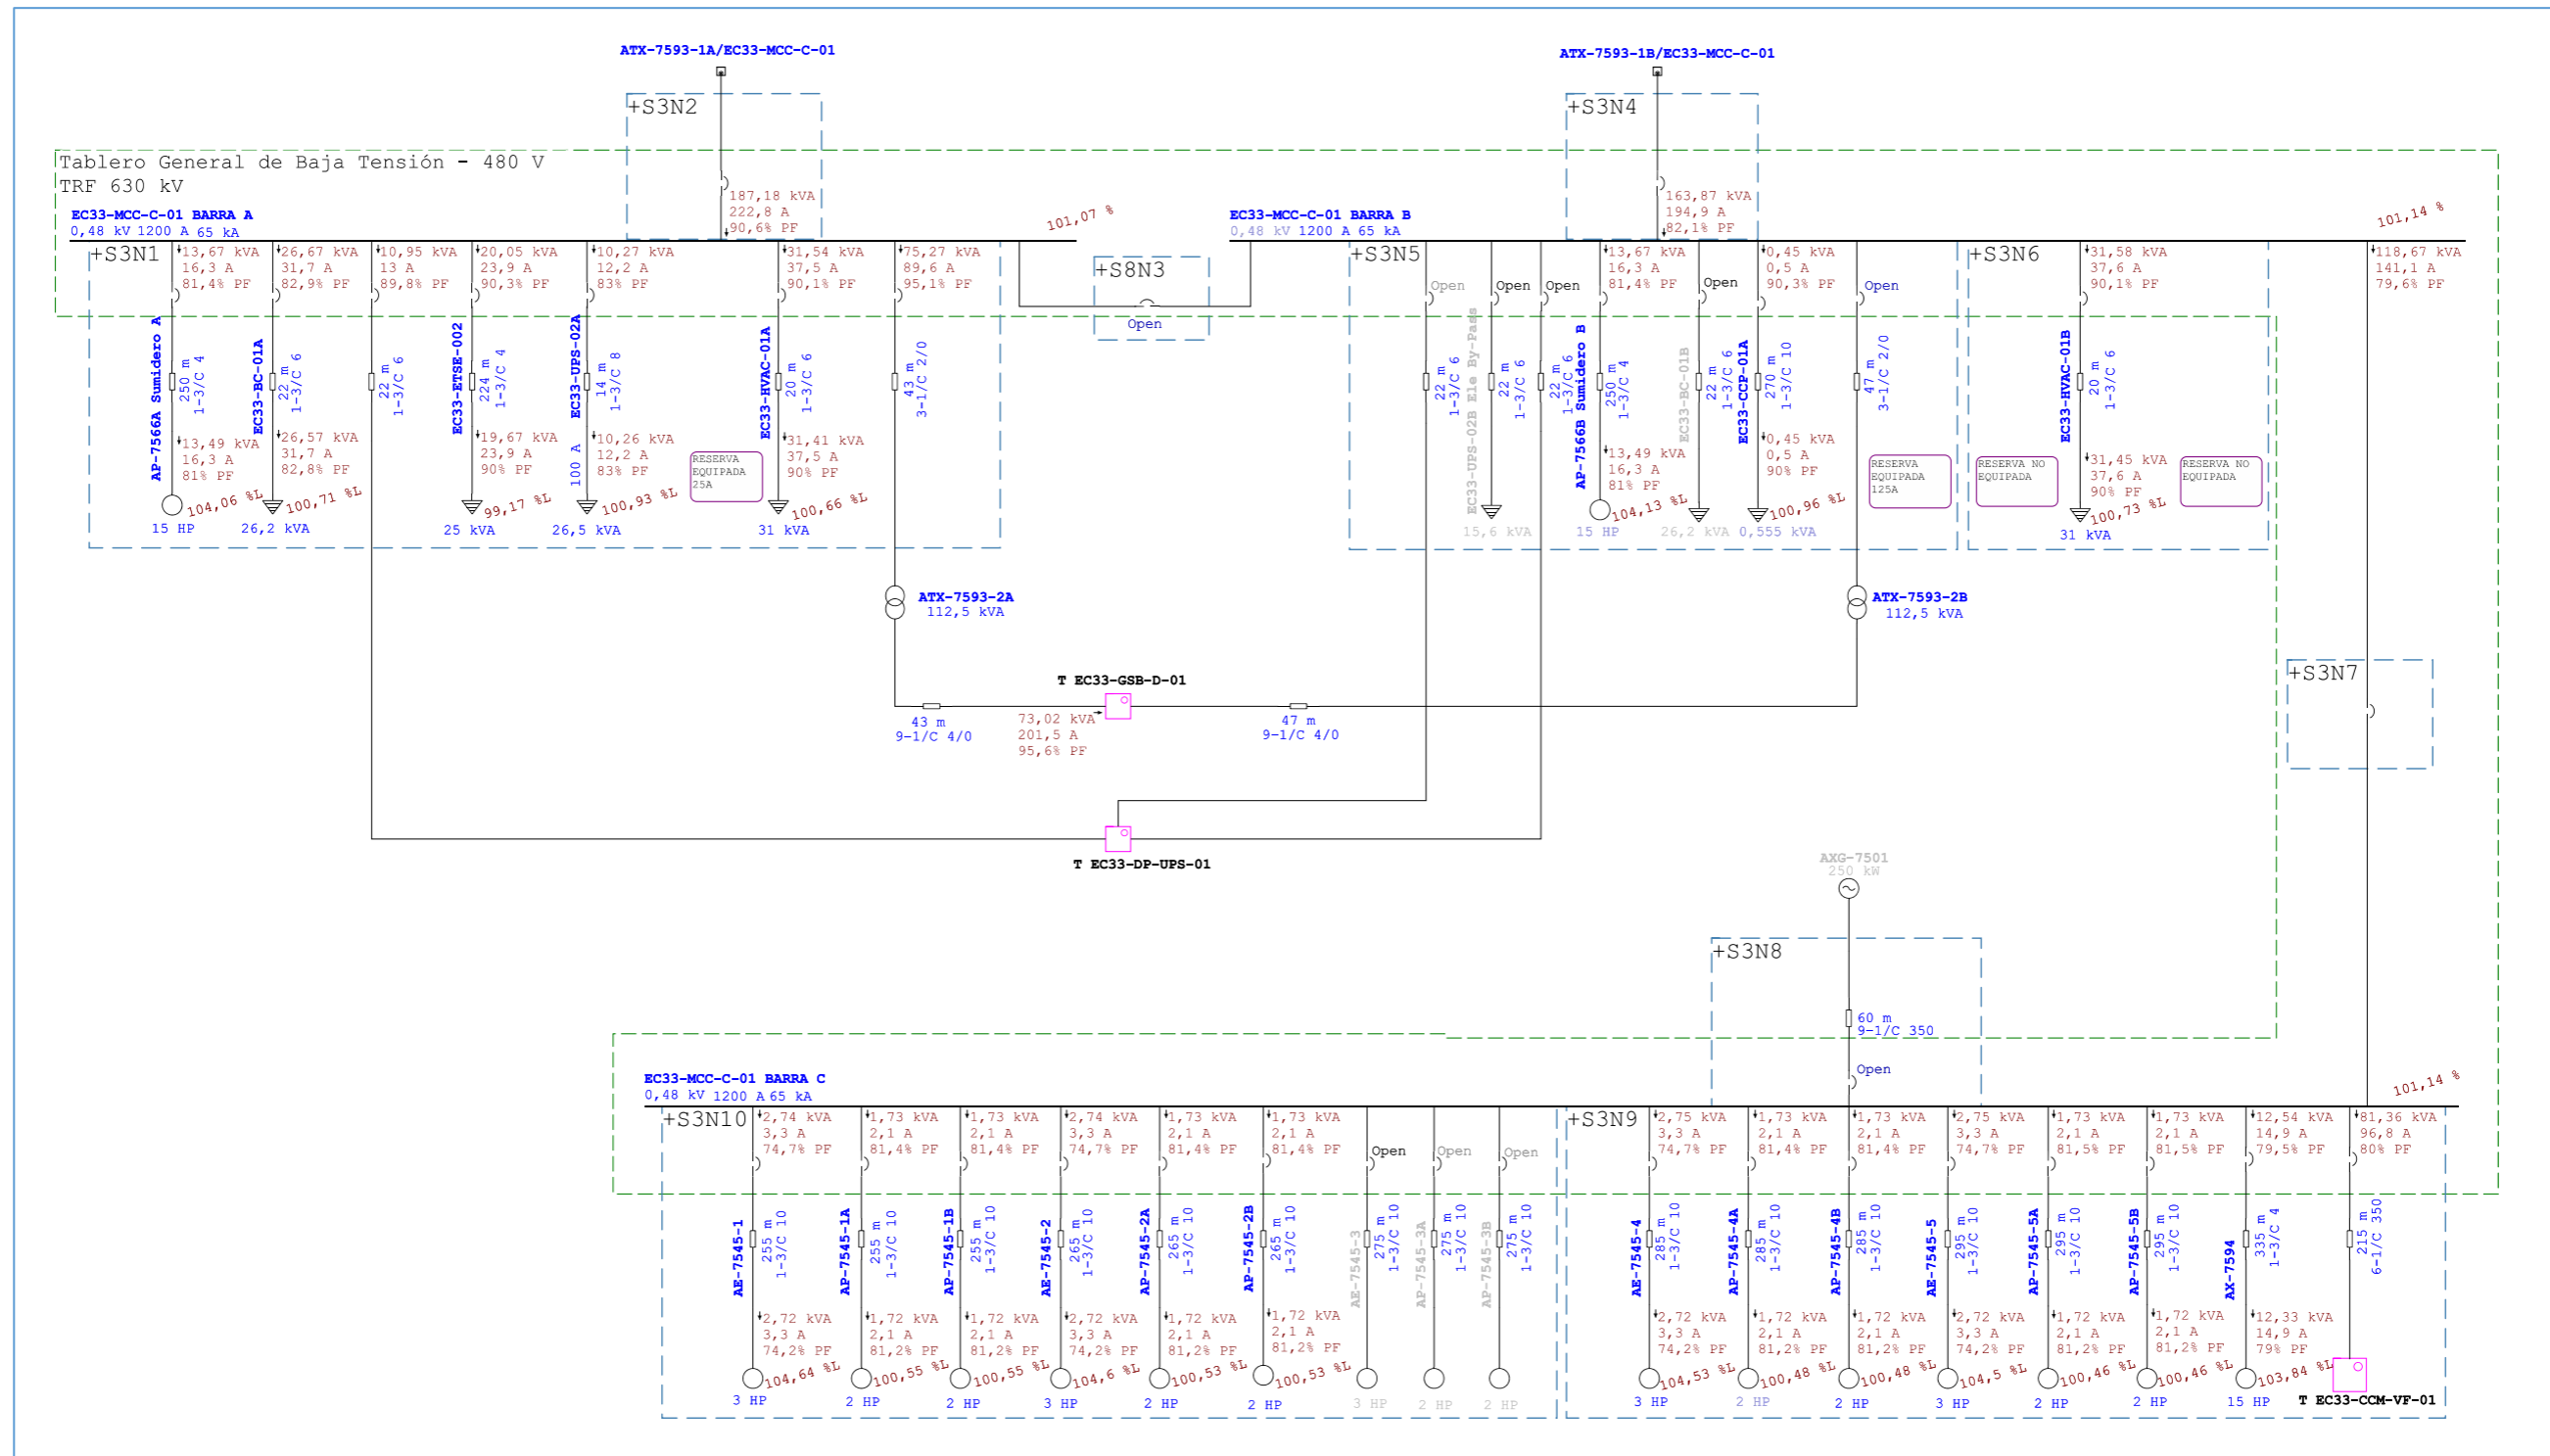 ATX-7593-1A/EC33-MCC-C-01
ATX-7593-1B/EC33-MCC-C-01
+S3N2
+S3N4
Tablero General de Baja Tensión - 480 V
TRF 630 kV
187,18 kVA
222,8 A
90,6% PF
163,87 kVA
194,9 A
82,1% PF
EC33-MCC-C-01 BARRA A
0,48 kV 1200 A 65 kA
101,07 %
EC33-MCC-C-01 BARRA B
0,48 kV 1200 A 65 kA
101,14 %
+S3N1
13,67 kVA
16,3 A
81,4% PF
AP-7566A Sumidero A
250 m
1-3/C 4
13,49 kVA
16,3 A
81% PF
104,06 %L
15 HP
26,67 kVA
31,7 A
82,9% PF
EC33-BC-01A
22 m
1-3/C 6
26,57 kVA
31,7 A
82,8% PF
100,71 %L
26,2 kVA
10,95 kVA
13 A
89,8% PF
22 m
1-3/C 6
20,05 kVA
23,9 A
90,3% PF
EC33-ETSE-002
224 m
1-3/C 4
19,67 kVA
23,9 A
90% PF
99,17 %L
25 kVA
10,27 kVA
12,2 A
83% PF
100 A EC33-UPS-02A
14 m
1-3/C 8
10,26 kVA
12,2 A
83% PF
100,93 %L
26,5 kVA
RESERVA
EQUIPADA
25A
31,54 kVA
37,5 A
90,1% PF
EC33-HVAC-01A
20 m
1-3/C 6
31,41 kVA
37,5 A
90% PF
100,66 %L
31 kVA
75,27 kVA
89,6 A
95,1% PF
43 m
3-1/C 2/0
+S8N3
Open
+S3N5
Open
22 m
1-3/C 6
Open
EC33-UPS-02B Ele By-Pass
22 m
1-3/C 6
15,6 kVA
Open
22 m
1-3/C 6
13,67 kVA
16,3 A
81,4% PF
AP-7566B Sumidero B
250 m
1-3/C 4
13,49 kVA
16,3 A
81% PF
104,13 %L
15 HP
Open
EC33-BC-01B
22 m
1-3/C 6
26,2 kVA
0,45 kVA
0,5 A
90,3% PF
EC33-CCP-01A
270 m
1-3/C 10
0,45 kVA
0,5 A
90% PF
100,96 %L
0,555 kVA
Open
47 m
3-1/C 2/0
RESERVA
EQUIPADA
125A
+S3N6
RESERVA NO
EQUIPADA
31,58 kVA
37,6 A
90,1% PF
EC33-HVAC-01B
20 m
1-3/C 6
31,45 kVA
37,6 A
90% PF
100,73 %L
31 kVA
RESERVA NO
EQUIPADA
118,67 kVA
141,1 A
79,6% PF
ATX-7593-2A
112,5 kVA
ATX-7593-2B
112,5 kVA
+S3N7
T EC33-GSB-D-01
43 m
9-1/C 4/0
73,02 kVA
201,5 A
95,6% PF
47 m
9-1/C 4/0
T EC33-DP-UPS-01
AXG-7501
250 kW
+S3N8
60 m
9-1/C 350
Open
EC33-MCC-C-01 BARRA C
0,48 kV 1200 A 65 kA
101,14 %
+S3N10
2,74 kVA
3,3 A
74,7% PF
AE-7545-1
255 m
1-3/C 10
2,72 kVA
3,3 A
74,2% PF
104,64 %L
3 HP
1,73 kVA
2,1 A
81,4% PF
AP-7545-1A
255 m
1-3/C 10
1,72 kVA
2,1 A
81,2% PF
100,55 %L
2 HP
1,73 kVA
2,1 A
81,4% PF
AP-7545-1B
255 m
1-3/C 10
1,72 kVA
2,1 A
81,2% PF
100,55 %L
2 HP
2,74 kVA
3,3 A
74,7% PF
AE-7545-2
265 m
1-3/C 10
2,72 kVA
3,3 A
74,2% PF
104,6 %L
3 HP
1,73 kVA
2,1 A
81,4% PF
AP-7545-2A
265 m
1-3/C 10
1,72 kVA
2,1 A
81,2% PF
100,53 %L
2 HP
1,73 kVA
2,1 A
81,4% PF
AP-7545-2B
265 m
1-3/C 10
1,72 kVA
2,1 A
81,2% PF
100,53 %L
2 HP
Open
AE-7545-3
275 m
1-3/C 10
3 HP
Open
AP-7545-3A
275 m
1-3/C 10
2 HP
Open
AP-7545-3B
275 m
1-3/C 10
2 HP
+S3N9
2,75 kVA
3,3 A
74,7% PF
AE-7545-4
285 m
1-3/C 10
2,72 kVA
3,3 A
74,2% PF
104,53 %L
3 HP
1,73 kVA
2,1 A
81,4% PF
AP-7545-4A
285 m
1-3/C 10
1,72 kVA
2,1 A
81,2% PF
100,48 %L
2 HP
1,73 kVA
2,1 A
81,4% PF
AP-7545-4B
285 m
1-3/C 10
1,72 kVA
2,1 A
81,2% PF
100,48 %L
2 HP
2,75 kVA
3,3 A
74,7% PF
AE-7545-5
295 m
1-3/C 10
2,72 kVA
3,3 A
74,2% PF
104,5 %L
3 HP
1,73 kVA
2,1 A
81,5% PF
AP-7545-5A
295 m
1-3/C 10
1,72 kVA
2,1 A
81,2% PF
100,46 %L
2 HP
1,73 kVA
2,1 A
81,5% PF
AP-7545-5B
295 m
1-3/C 10
1,72 kVA
2,1 A
81,2% PF
100,46 %L
2 HP
12,54 kVA
14,9 A
79,5% PF
AX-7594
335 m
1-3/C 4
12,33 kVA
14,9 A
79% PF
103,84 %L
15 HP
81,36 kVA
96,8 A
80% PF
215 m
6-1/C 350
T EC33-CCM-VF-01